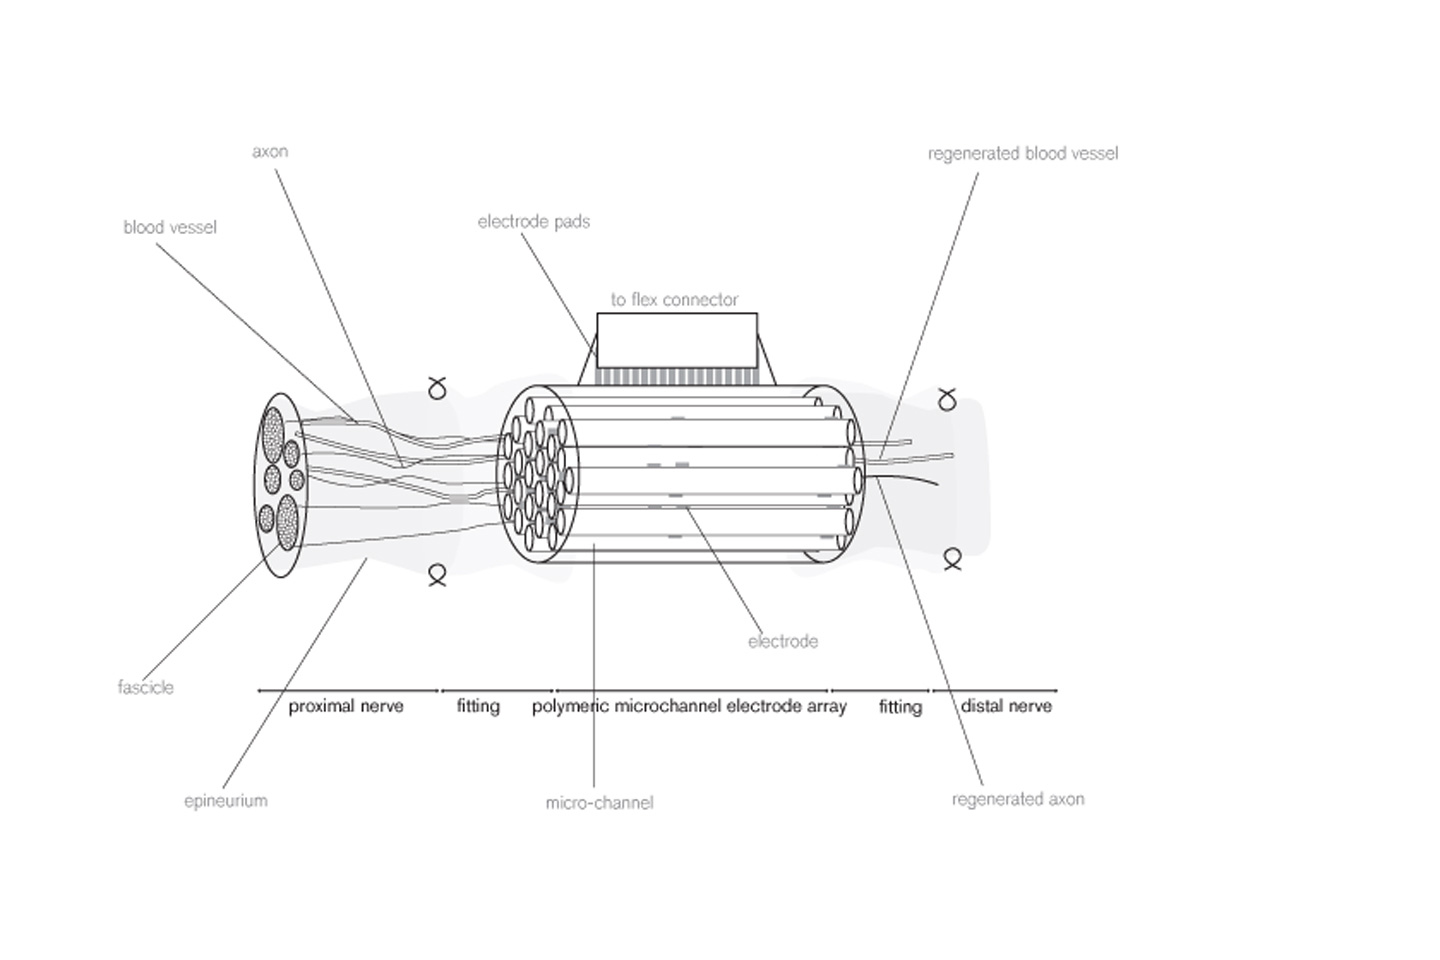 axon
regenerated blood vessel
blood vessel
electrode pads
to flex connector
electrode
fascicle
proximal nerve
fitting
polymeric microchannel electrode array
fitting
distal nerve
epineurium
micro-channel
regenerated axon